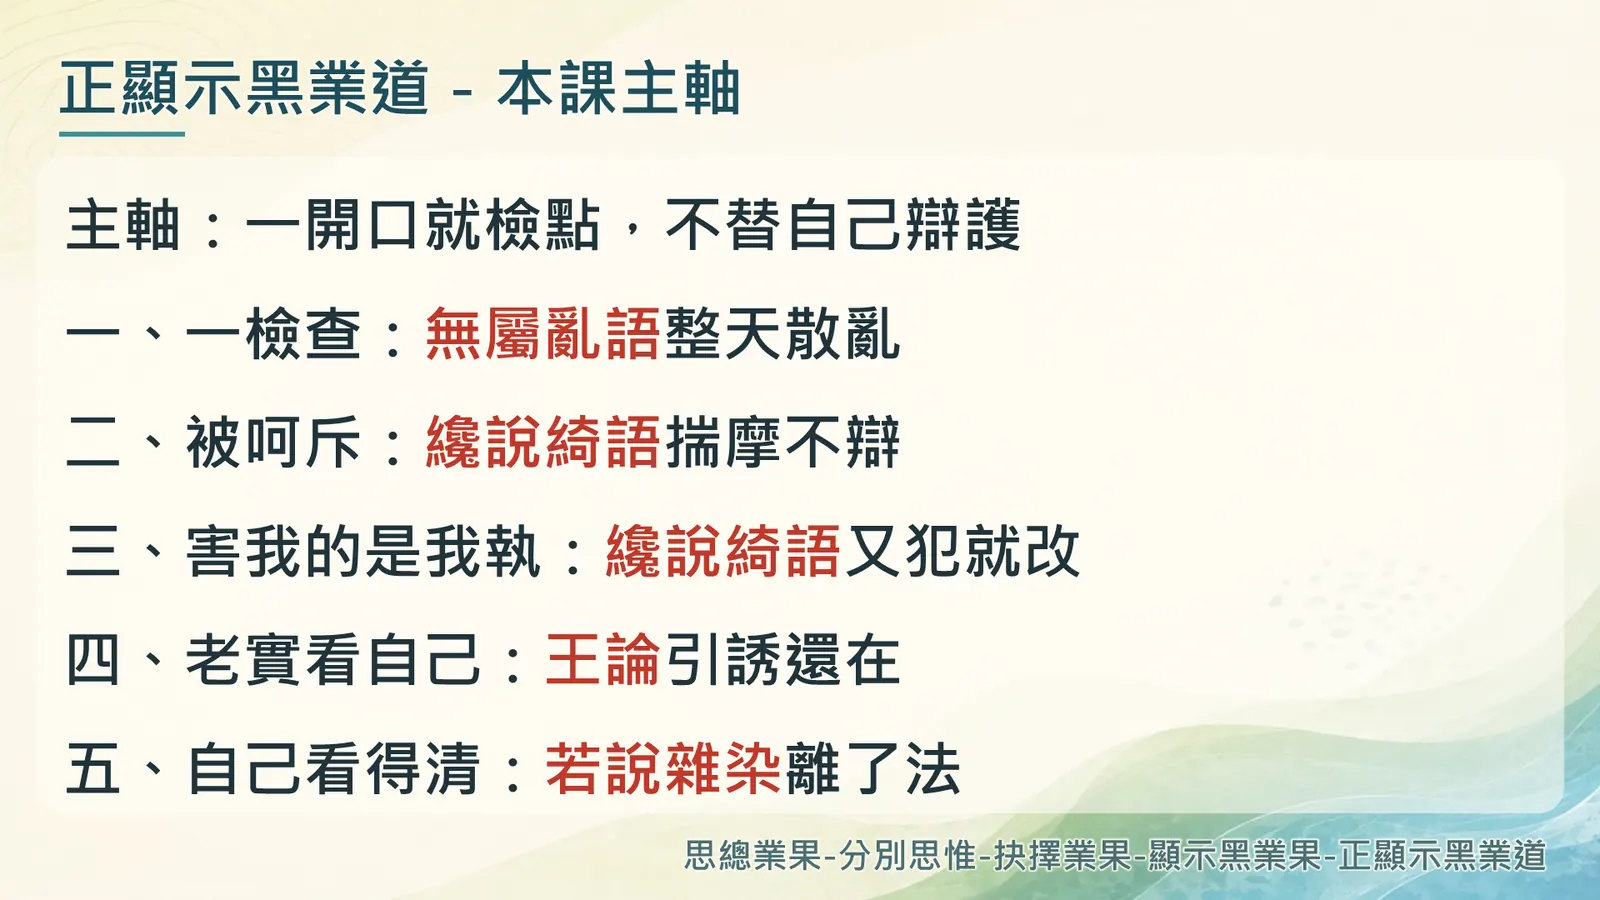 正顯示黑業道 - 本課主軸
主軸：一開口就檢點，不替自己辯護
一、一檢查：無屬亂語整天散亂
二、被呵斥：纔說綺語揣摩不辯
三、害我的是我執：纔說綺語又犯就改
四、老實看自己：王論引誘還在
五、自己看得清：若說雜染離了法
思總業果-分別思惟-抉擇業果-顯示黑業果-正顯示黑業道